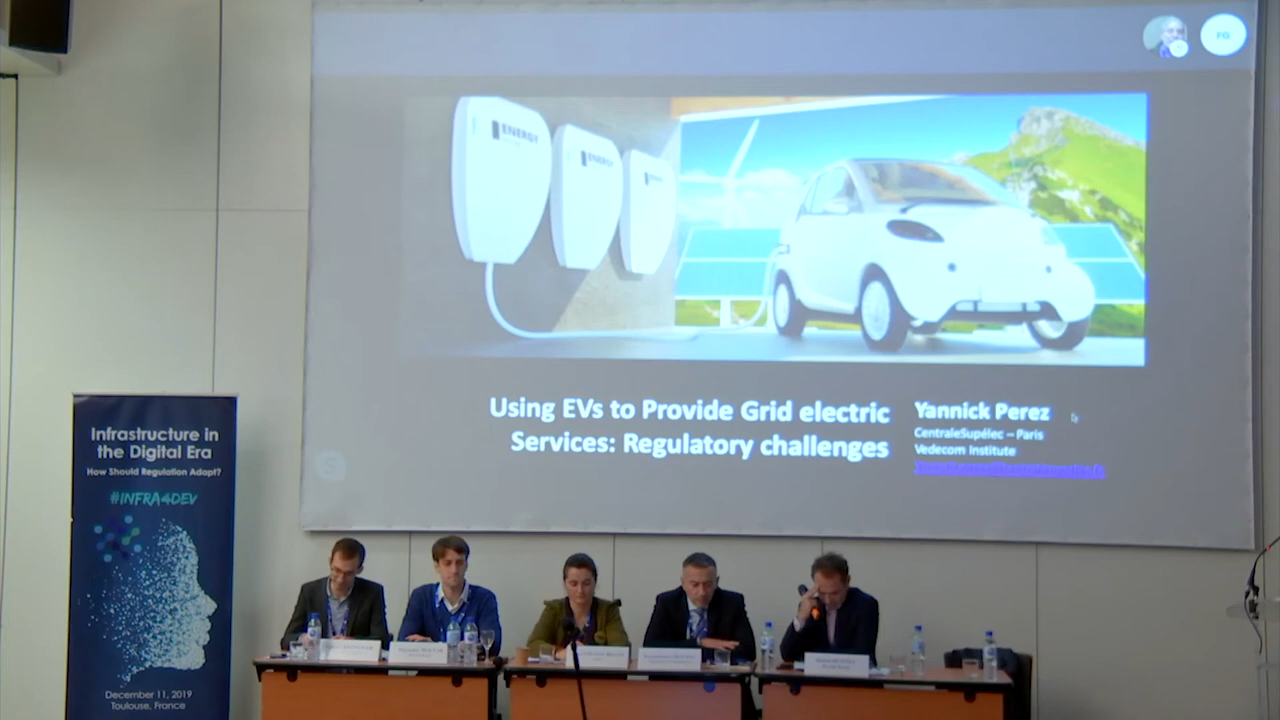 FG
ENERGY
ENERGY
Using EVs to Provide Grid electric
Services: Regulatory challenges
Yannick Perez
CentraleSupélec – Paris
Vedecom Institute
Infrastructure in
the Digital Era
How Should Regulation Adapt?
#INFRA4DEV
December 11, 2019
Toulouse, France